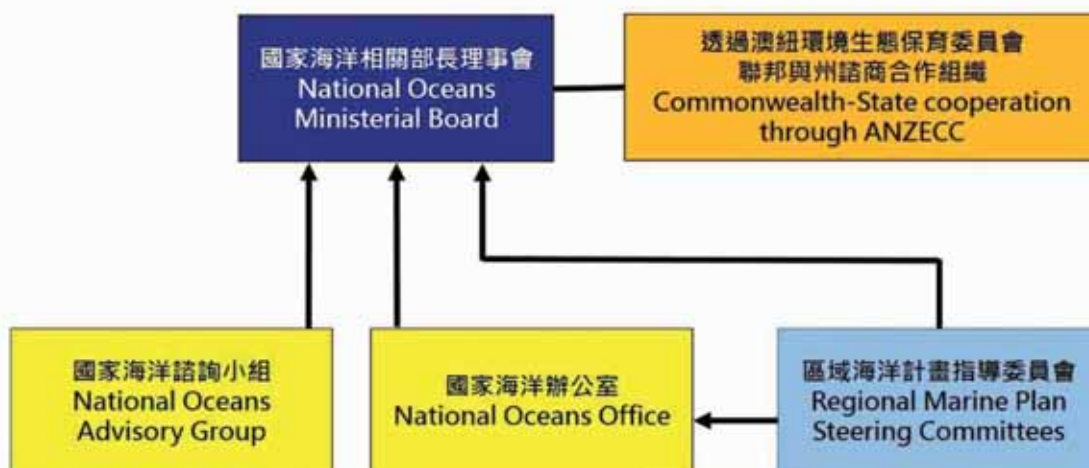 國家海洋相關部長理事會
National Oceans
Ministerial Board
透過澳紐環境生態保育委員會
聯邦與州諮商合作組織
Commonwealth-State cooperation
through ANZECC
國家海洋諮詢小組
National Oceans
Advisory Group
國家海洋辦公室
National Oceans Office
區域海洋計畫指導委員會
Regional Marine Plan
Steering Committees